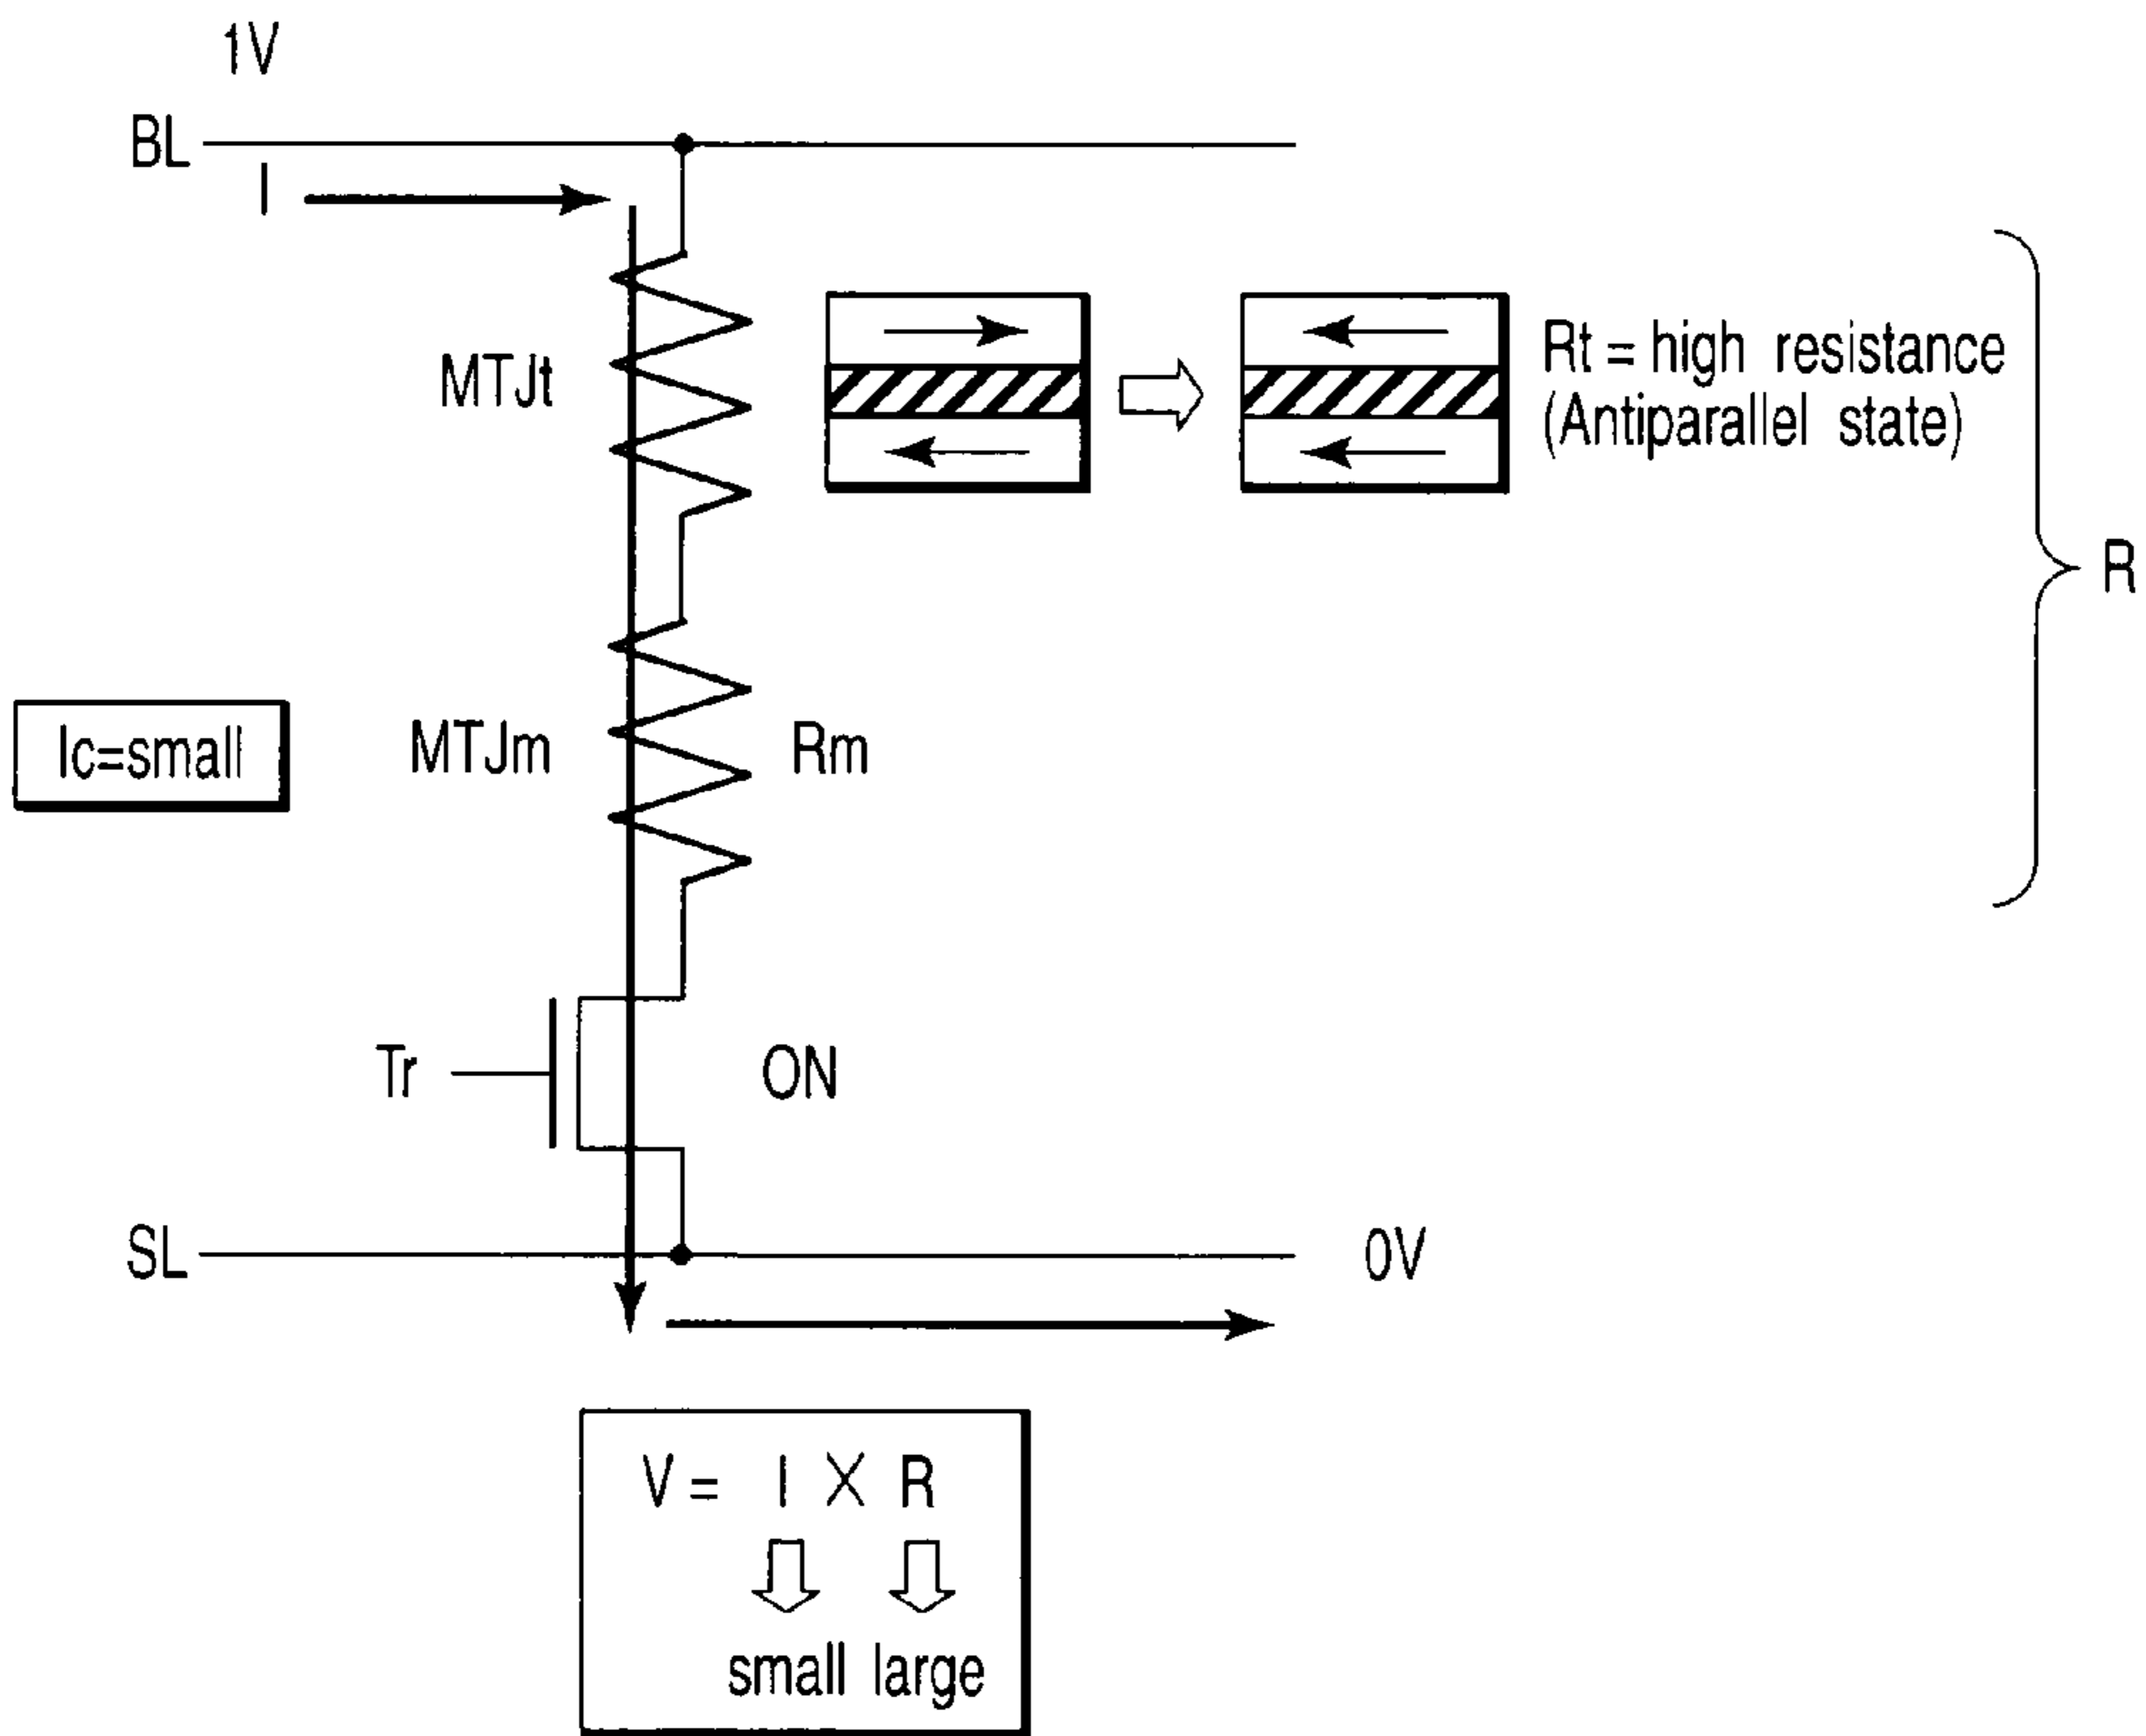 1V
BL
I
MTJt
Rt = high resistance
(Antiparallel state)
R
Ic=small
MTJm
Rm
Tr
ON
SL
0V
V = I X R
small large